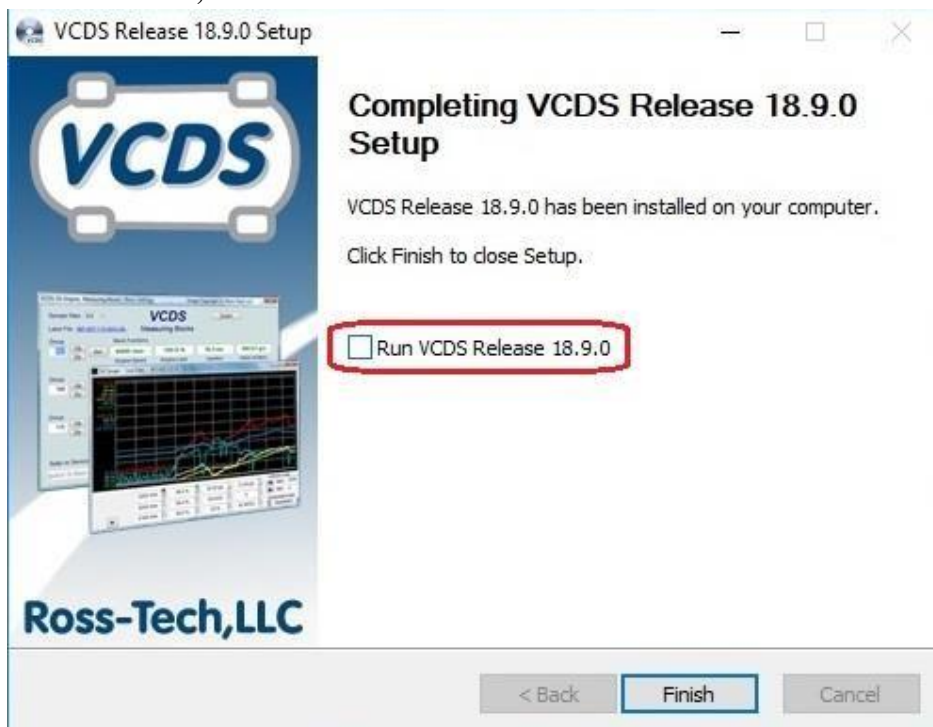 VCDS Release 18.9.0 Setup
VCDS
Completing VCDS Release 18.9.0
Setup
VCDS Release 18.9.0 has been installed on your computer.
Click Finish to close Setup.
Run VCDS Release 18.9.0
VCDS
Measuring Blocks
Ross-Tech,LLC
< Back
Finish
Cancel